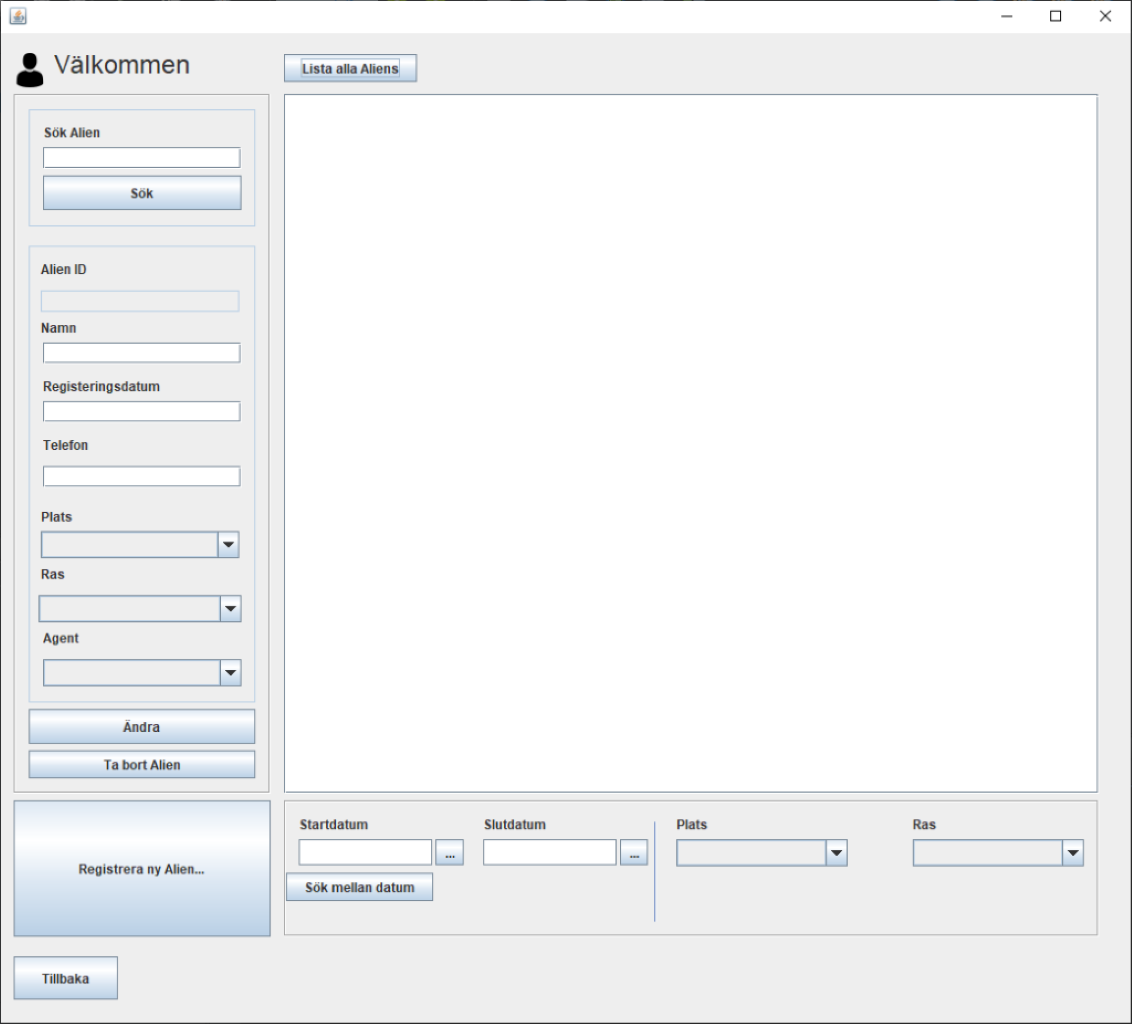 Välkommen
Lista alla Aliens
Sök Alien
Sök
Alien ID
Namn
Registeringsdatum
Telefon
Plats
Ras
Agent
Ändra
Ta bort Alien
Registrera ny Alien...
Startdatum
Slutdatum
Plats
Ras
...
...
Sök mellan datum
Tillbaka